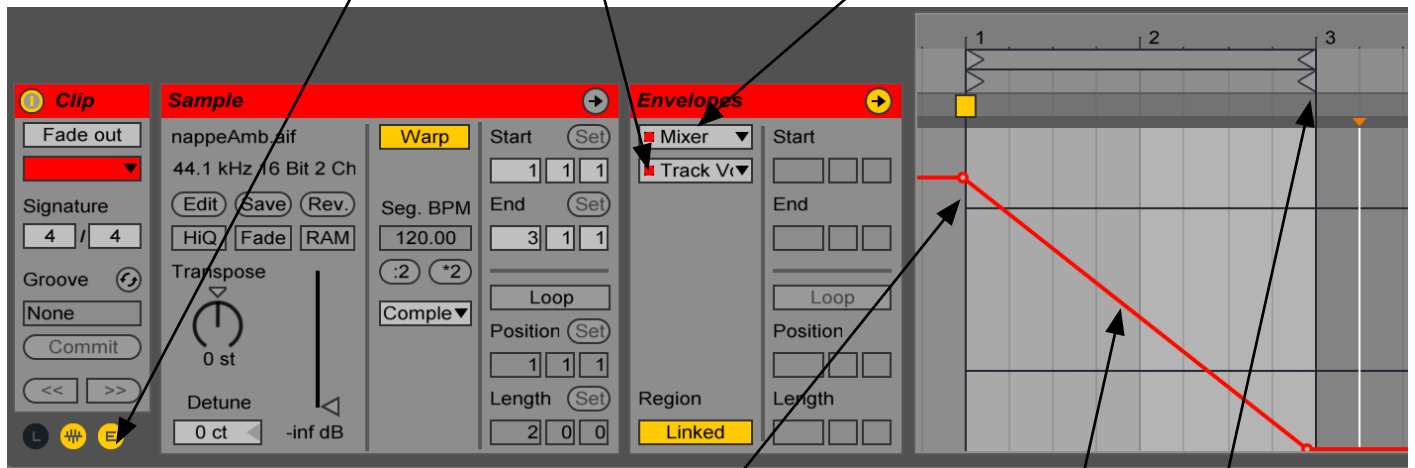 Clip
Fade out
Signature
4 / 4
Groove
None
Commit
<< >>
L E
Sample
nappeAmb.aif
44.1 kHz 16 Bit 2 Ch
Edit Save Rev.
HiQ Fade RAM
Transpose
0 st
Detune
0 ct -inf dB
Warp
Seg. BPM
120.00
:2 *2
Comple
Start Set
1 1 1
End Set
3 1 1
Loop
Position Set
1 1 1
Length Set
2 0 0
Envelopes
Mixer
Track Vo
Region
Linked
Start
End
Loop
Position
Length
1 2 3